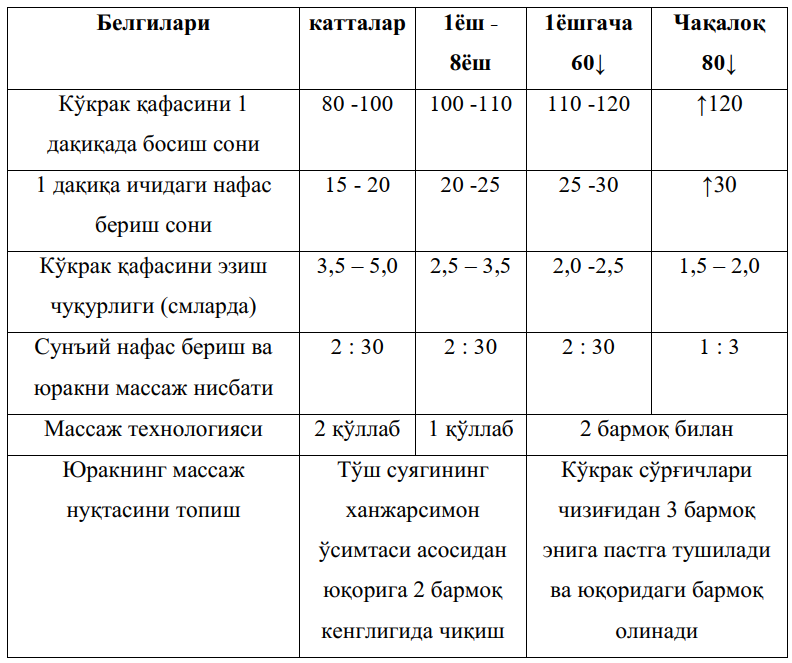 Белгилари катталар 1ёш - 1ёшгача Чақалоқ
8ёш 60↓ 80↓
Кўкрак қафасини 1 80 -100 100 -110 110 -120 ↑120
дақиқада босиш сони
1 дақиқа ичидаги нафас 15 - 20 20 -25 25 -30 ↑30
бериш сони
Кўкрак қафасини эзиш 3,5 – 5,0 2,5 – 3,5 2,0 -2,5 1,5 – 2,0
чуқурлиги (смларда)
Сунъий нафас бериш ва 2 : 30 2 : 30 2 : 30 1 : 3
юракни массаж нисбати
Массаж технологияси 2 қўллаб 1 қўллаб 2 бармоқ билан
Юракнинг массаж Тўш суягининг Кўкрак сўрғичлари
нуқтасини топиш ханжарсимон чизиғидан 3 бармоқ
ўсимтаси асосидан энига пастга тушилади
юқорига 2 бармоқ ва юқоридаги бармоқ
кенглигида чиқиш олинади